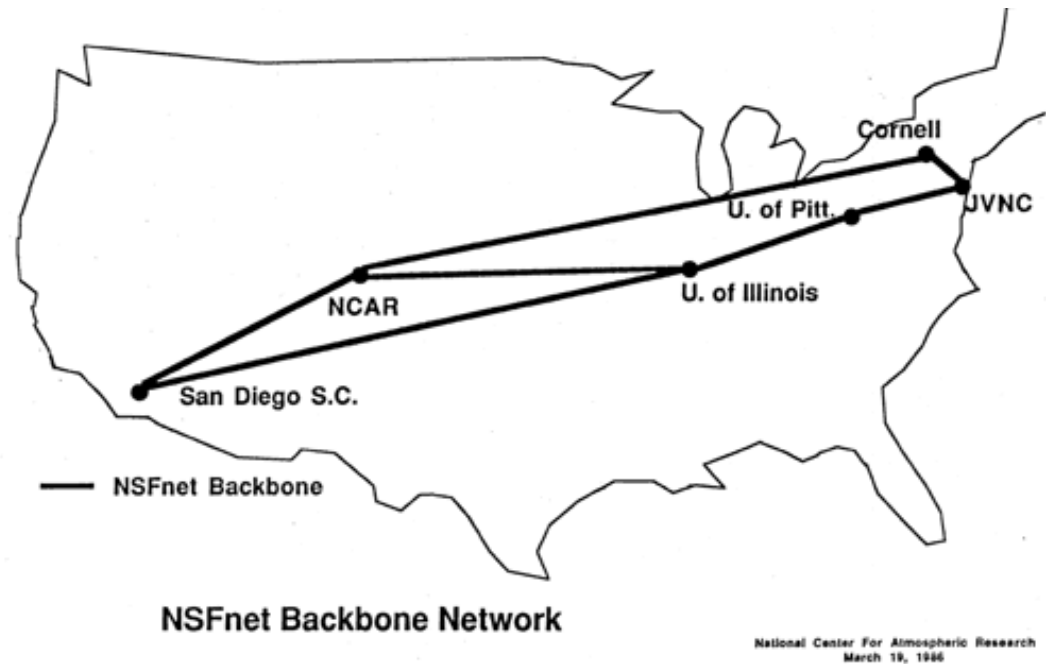 Cornell
JVNC
U. of Pitt.
U. of Illinois
NCAR
San Diego S.C.
NSFnet Backbone
NSFnet Backbone Network
National Center For Atmospheric Research
March 19, 1986